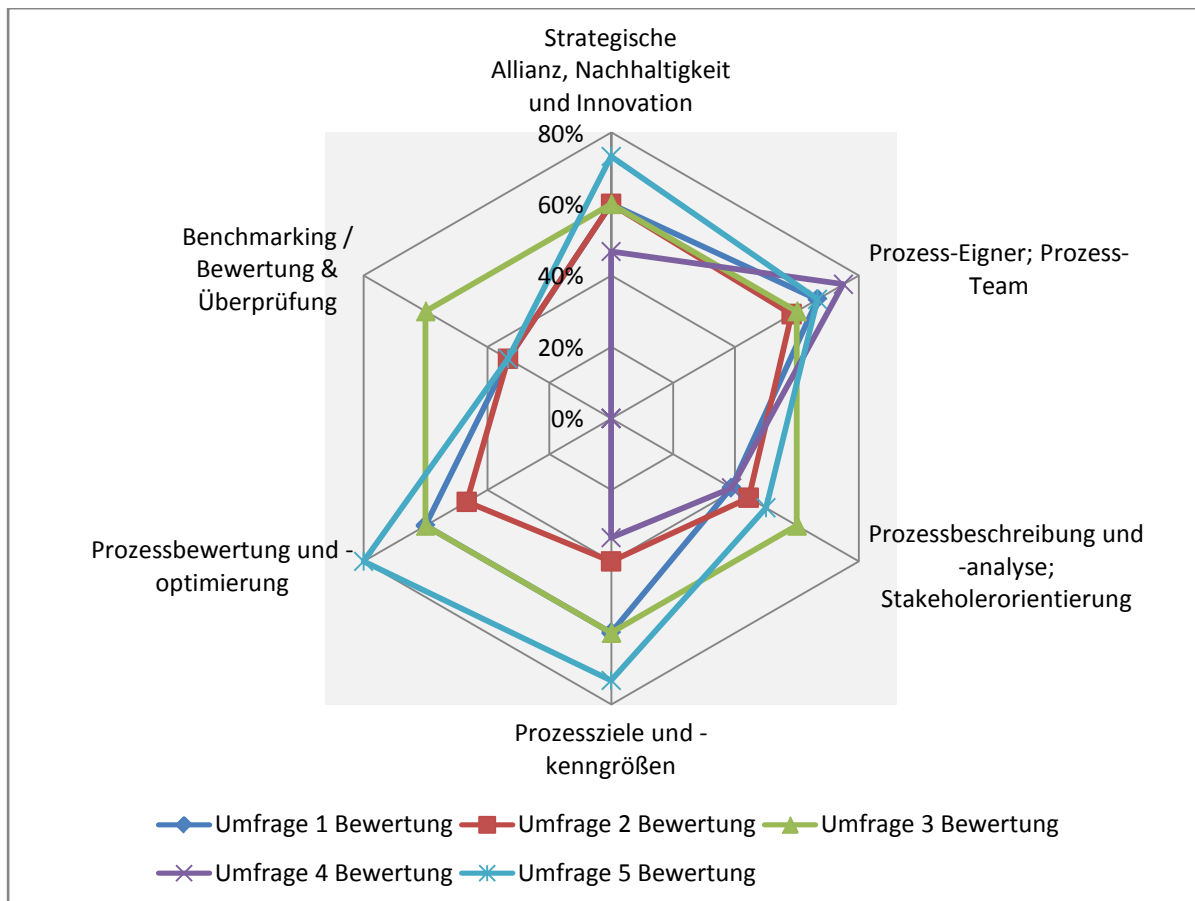 Strategische
Allianz, Nachhaltigkeit
und Innovation
80%
60%
40%
20%
0%
Prozess-Eigner; Prozess-
Team
Prozessbeschreibung und
-analyse;
Stakeholerorientierung
Prozessziele und -
kenngrößen
Prozessbewertung und -
optimierung
Benchmarking /
Bewertung &
Überprüfung
Umfrage 1 Bewertung
Umfrage 2 Bewertung
Umfrage 3 Bewertung
Umfrage 4 Bewertung
Umfrage 5 Bewertung